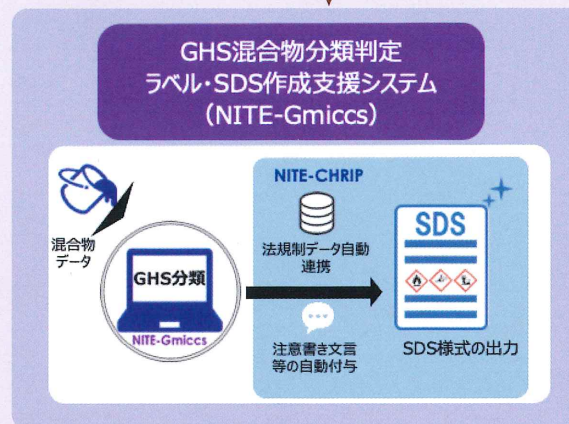 GHS混合物分類判定
ラベル・SDS作成支援システム
（NITE-Gmiccs）
NITE-CHRIP
混合物
データ
GHS分類
NITE-Gmiccs
法規制データ自動
連携
注意書き文言
等の自動付与
SDS
SDS様式の出力